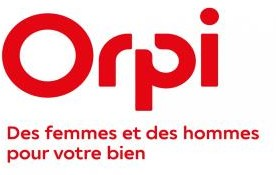 Orpi
Des femmes et des hommes
pour votre bien